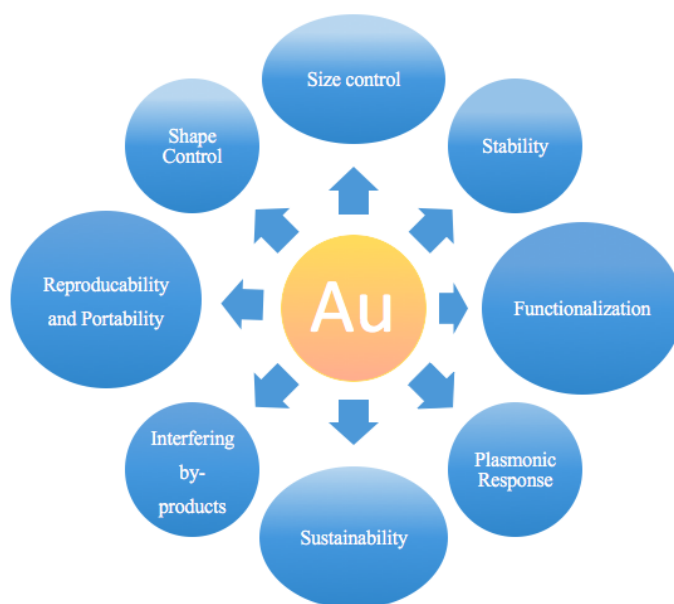 Size control
Shape
Control
Stability
Reproducability
and Portability
Au
Functionalization
Interfering
by-
products
Plasmonic
Response
Sustainability